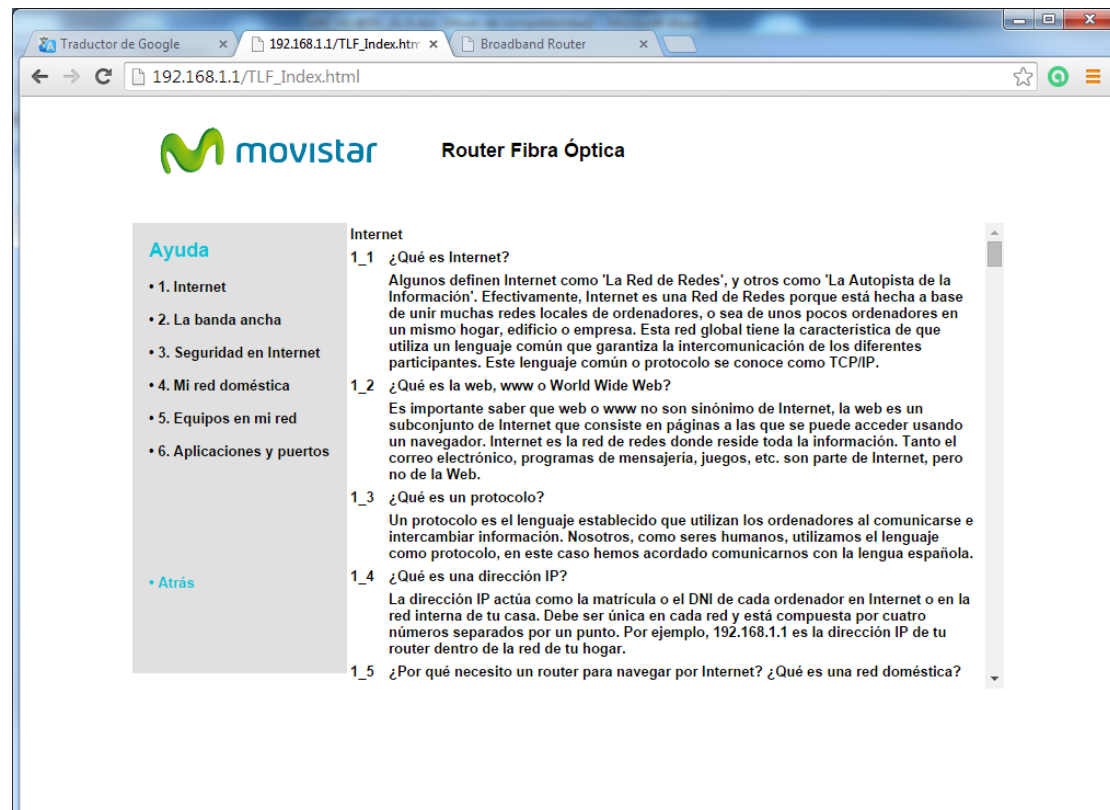 Traductor de Google
192.168.1.1/TLF_Index.htm
Broadband Router
192.168.1.1/TLF_Index.html
movistar
Router Fibra Óptica
Ayuda
• 1. Internet
• 2. La banda ancha
• 3. Seguridad en Internet
• 4. Mi red doméstica
• 5. Equipos en mi red
• 6. Aplicaciones y puertos
• Atrás
Internet
1_1 ¿Qué es Internet?
Algunos definen Internet como 'La Red de Redes', y otros como 'La Autopista de la
Información'. Efectivamente, Internet es una Red de Redes porque está hecha a base
de unir muchas redes locales de ordenadores, o sea de unos pocos ordenadores en
un mismo hogar, edificio o empresa. Esta red global tiene la característica de que
utiliza un lenguaje común que garantiza la intercomunicación de los diferentes
participantes. Este lenguaje común o protocolo se conoce como TCP/IP.
1_2 ¿Qué es la web, www o World Wide Web?
Es importante saber que web o www no son sinónimo de Internet, la web es un
subconjunto de Internet que consiste en páginas a las que se puede acceder usando
un navegador. Internet es la red de redes donde reside toda la información. Tanto el
correo electrónico, programas de mensajería, juegos, etc. son parte de Internet, pero
no de la Web.
1_3 ¿Qué es un protocolo?
Un protocolo es el lenguaje establecido que utilizan los ordenadores al comunicarse e
intercambiar información. Nosotros, como seres humanos, utilizamos el lenguaje
como protocolo, en este caso hemos acordado comunicarnos con la lengua española.
1_4 ¿Qué es una dirección IP?
La dirección IP actúa como la matrícula o el DNI de cada ordenador en Internet o en la
red interna de tu casa. Debe ser única en cada red y está compuesta por cuatro
números separados por un punto. Por ejemplo, 192.168.1.1 es la dirección IP de tu
router dentro de la red de tu hogar.
1_5 ¿Por qué necesito un router para navegar por Internet? ¿Qué es una red doméstica?